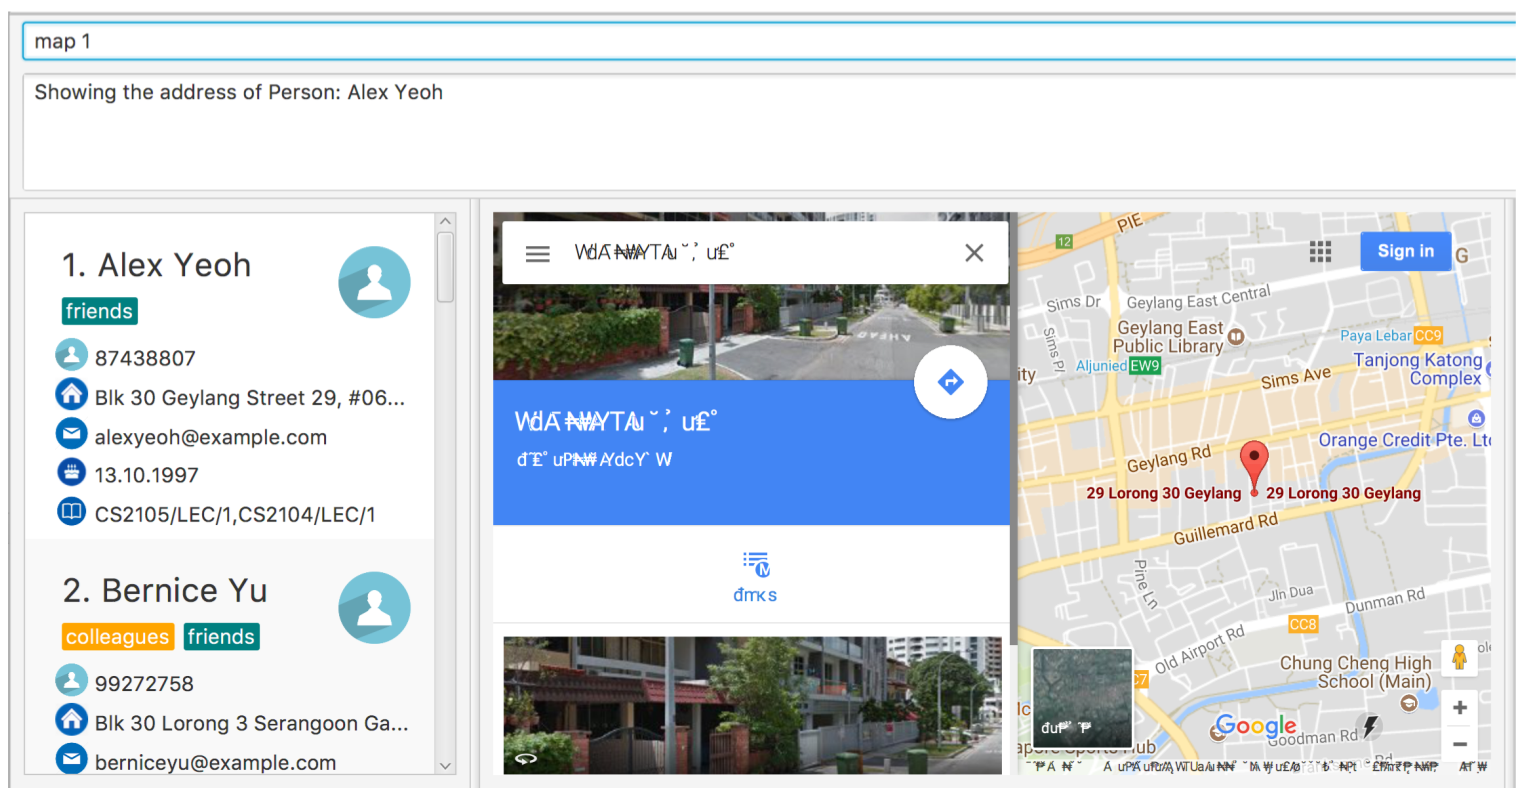 map 1
Showing the address of Person: Alex Yeoh
1. Alex Yeoh
friends
87438807
Blk 30 Geylang Street 29, #06...
alexyeoh@example.com
13.10.1997
CS2105/LEC/1,CS2104/LEC/1
2. Bernice Yu
colleagues friends
99272758
Blk 30 Lorong 3 Serangoon Ga...
berniceyu@example.com
PIE
12
Sign in
G
Sims Dr
Geylang East Central
Sims Pl
Geylang East
Public Library
Paya Lebar CC9
Aljunied EW9
Tanjong Katong
Complex
ity
Sims Ave
Orange Credit Pte. Ltd
Geylang Rd
29 Lorong 30 Geylang
29 Lorong 30 Geylang
Guillemard Rd
Pine Ln
Jln Dua
Dunman Rd
CC8
Old Airport Rd
Chung Cheng High
School (Main)
C7
Google
Goodman Rd